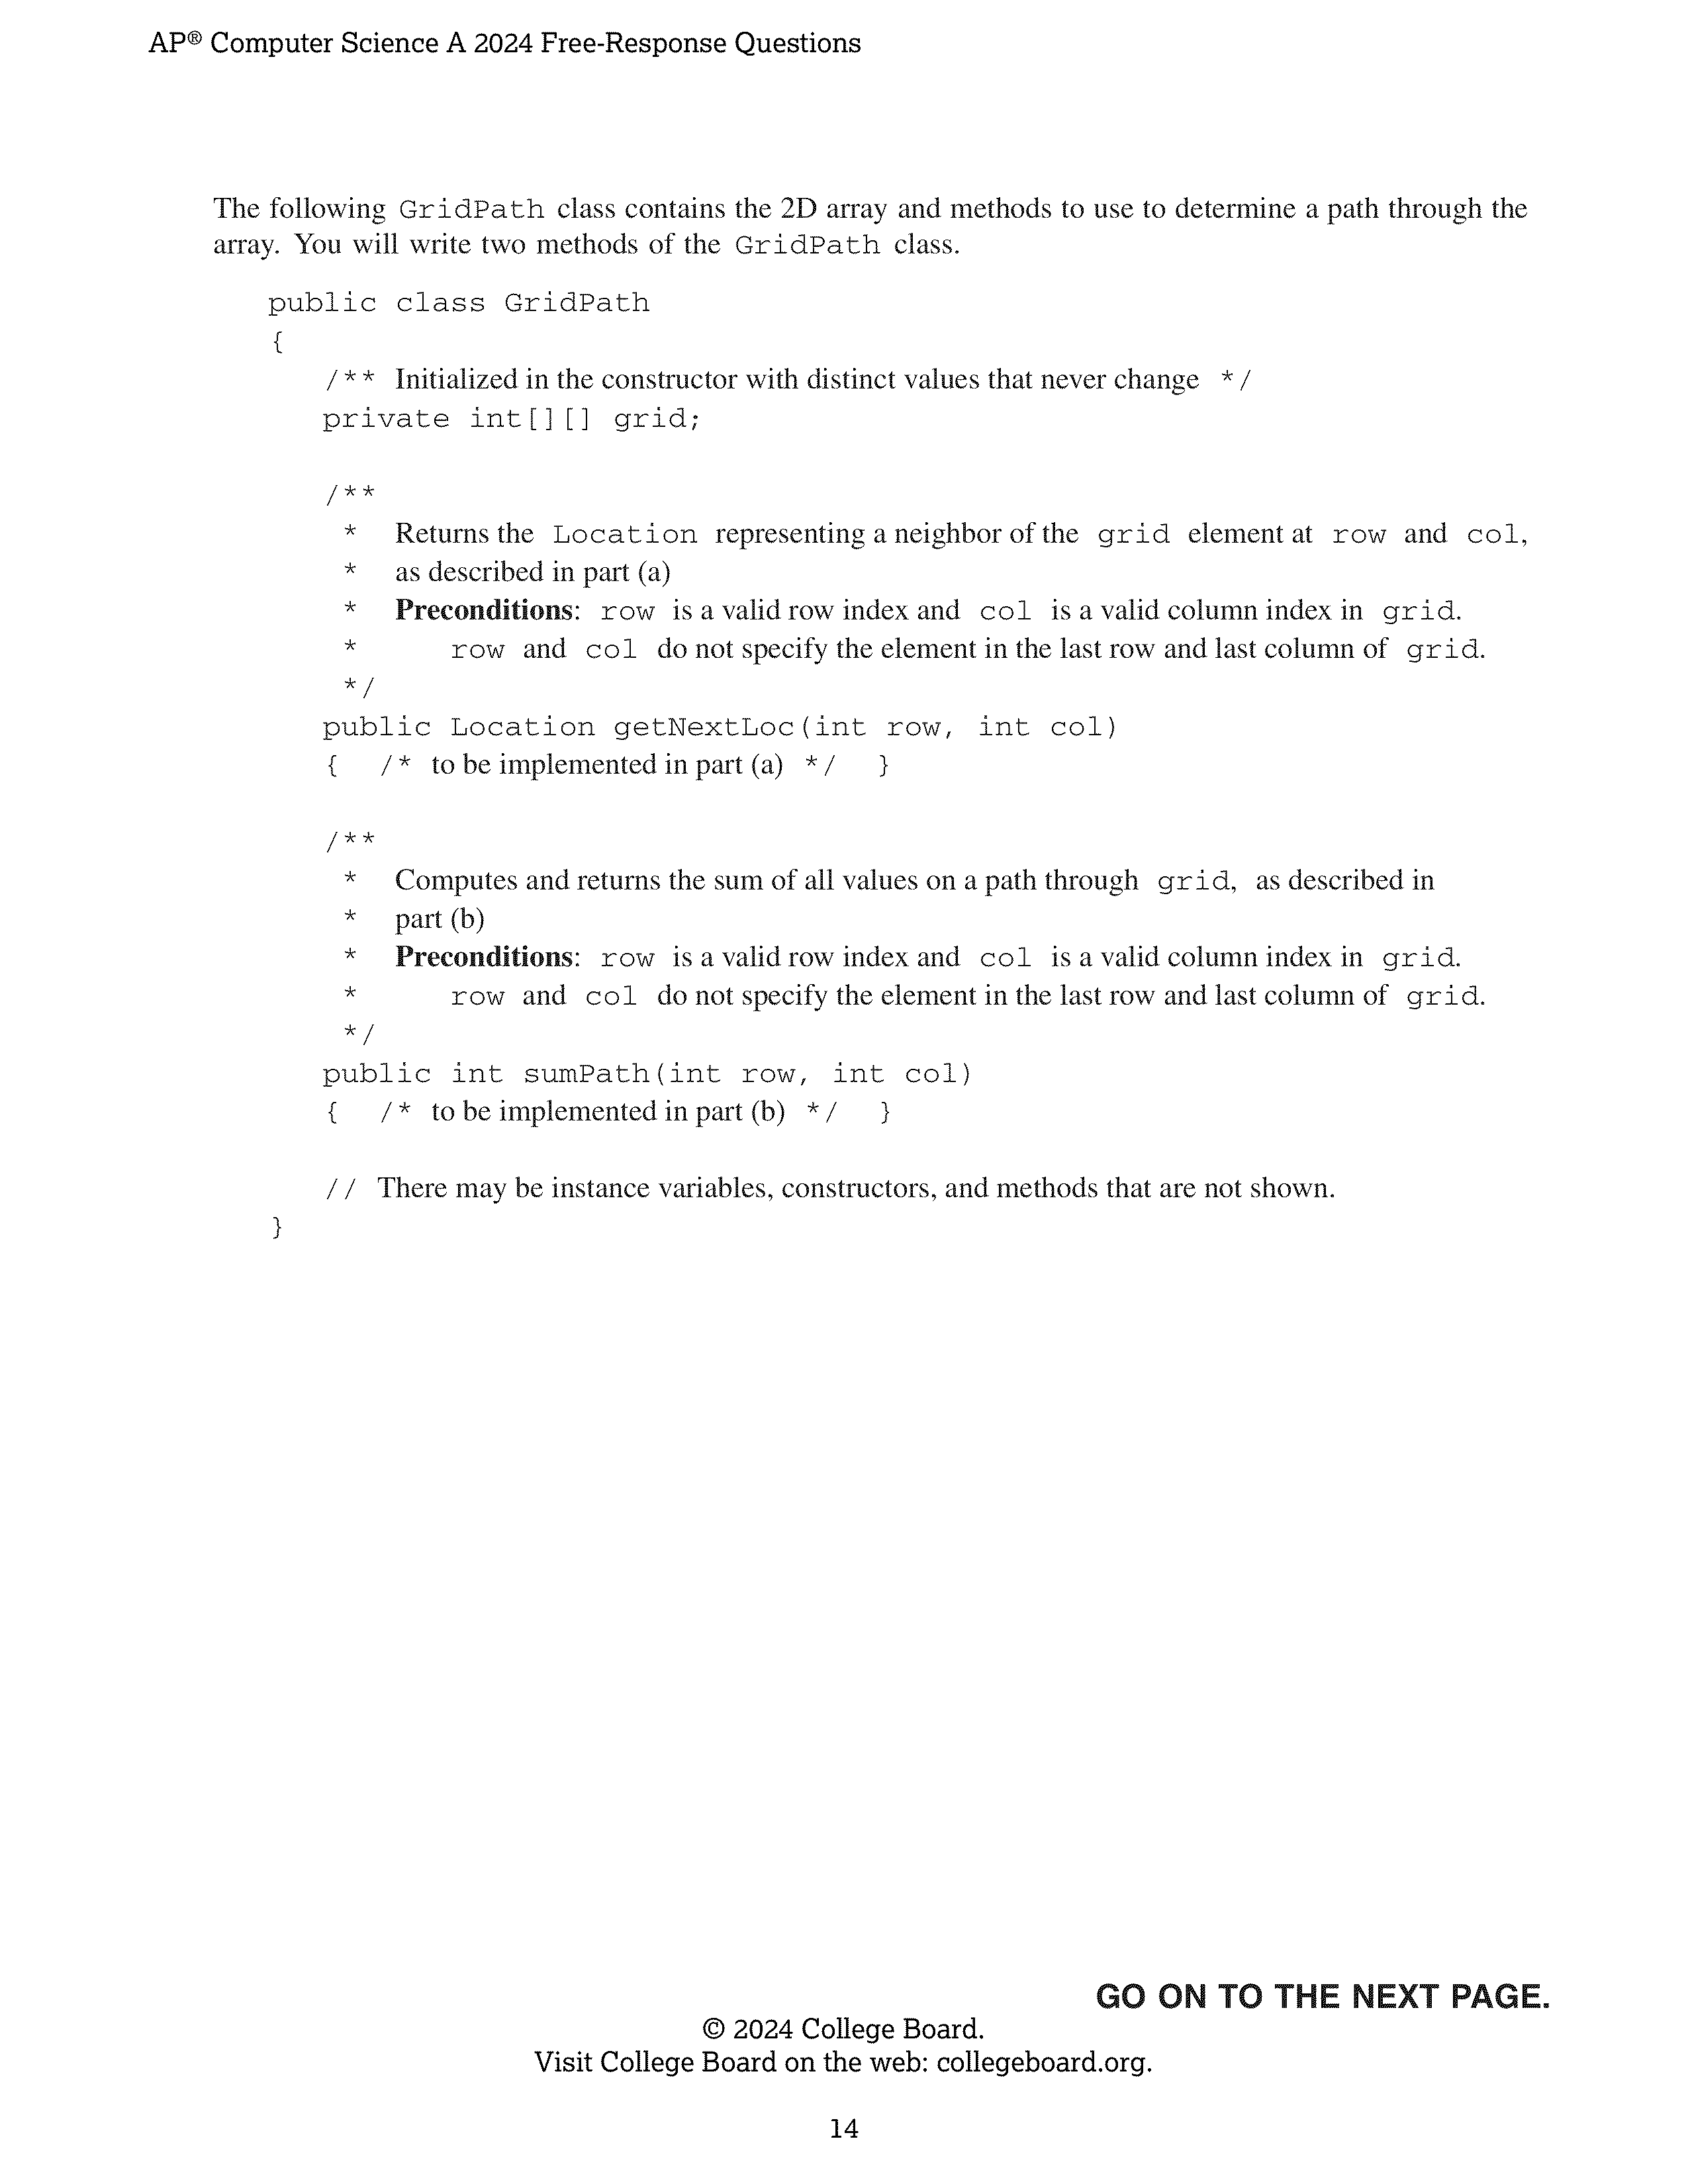 AP® Computer Science A 2024 Free-Response Questions
The following GridPath class contains the 2D array and methods to use to determine a path through the
array. You will write two methods of the GridPath class.
public class GridPath
{
/** Initialized in the constructor with distinct values that never change */
private int[][] grid;
/**
* Returns the Location representing a neighbor of the grid element at row and col,
* as described in part (a)
* Preconditions: row is a valid row index and col is a valid column index in grid.
* row and col do not specify the element in the last row and last column of grid.
*/
public Location getNextLoc(int row, int col)
{ /* to be implemented in part (a) */ }
/**
* Computes and returns the sum of all values on a path through grid, as described in
* part (b)
* Preconditions: row is a valid row index and col is a valid column index in grid.
* row and col do not specify the element in the last row and last column of grid.
*/
public int sumPath(int row, int col)
{ /* to be implemented in part (b) */ }
// There may be instance variables, constructors, and methods that are not shown.
}
GO ON TO THE NEXT PAGE.
© 2024 College Board.
Visit College Board on the web: collegeboard.org.
14